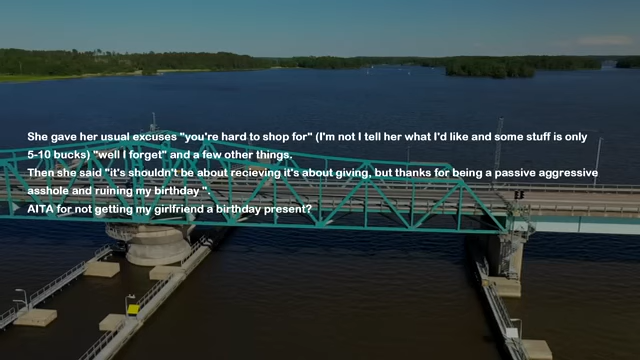 She gave her usual excuses "you're hard to shop for" (I'm not I tell her what I'd like and some stuff is only
5-10 bucks) "well I forget" and a few other things.
Then she said "it's shouldn't be about recieving it's about giving, but thanks for being a passive aggressive
asshole and ruining my birthday ".
AITA for not getting my girlfriend a birthday present?